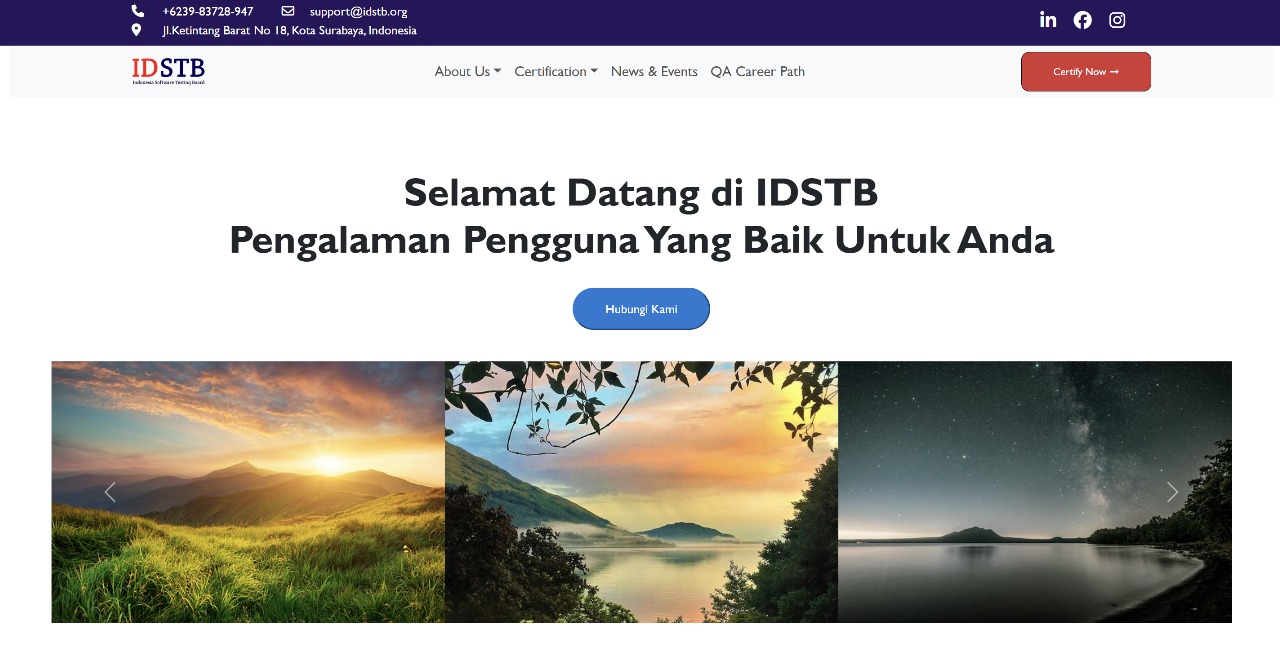 +6239-83728-947
support@idstb.org
Jl.Ketintang Barat No 18, Kota Surabaya, Indonesia
IDSTB
Indonesia Software Testing Board
About Us
Certification
News & Events
QA Career Path
Certify Now →
Selamat Datang di IDSTB
Pengalaman Pengguna Yang Baik Untuk Anda
Hubungi Kami